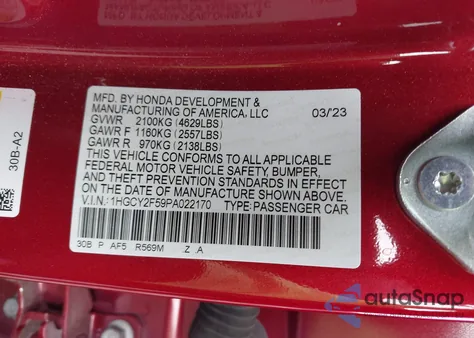 MFD. BY HONDA DEVELOPMENT &
MANUFACTURING OF AMERICA, LLC 03/23
GVWR 2100KG (4629LBS)
GAWR F 1160KG (2557LBS)
GAWR R 970KG (2138LBS)
THIS VEHICLE CONFORMS TO ALL APPLICABLE
FEDERAL MOTOR VEHICLE SAFETY, BUMPER,
AND THEFT PREVENTION STANDARDS IN EFFECT
ON THE DATE OF MANUFACTURE SHOWN ABOVE.
V.I.N.: 1HGCY2F59PA022170 TYPE: PASSENGER CAR
30B P AF5 R569M Z .A
30B-A2
autoSnap